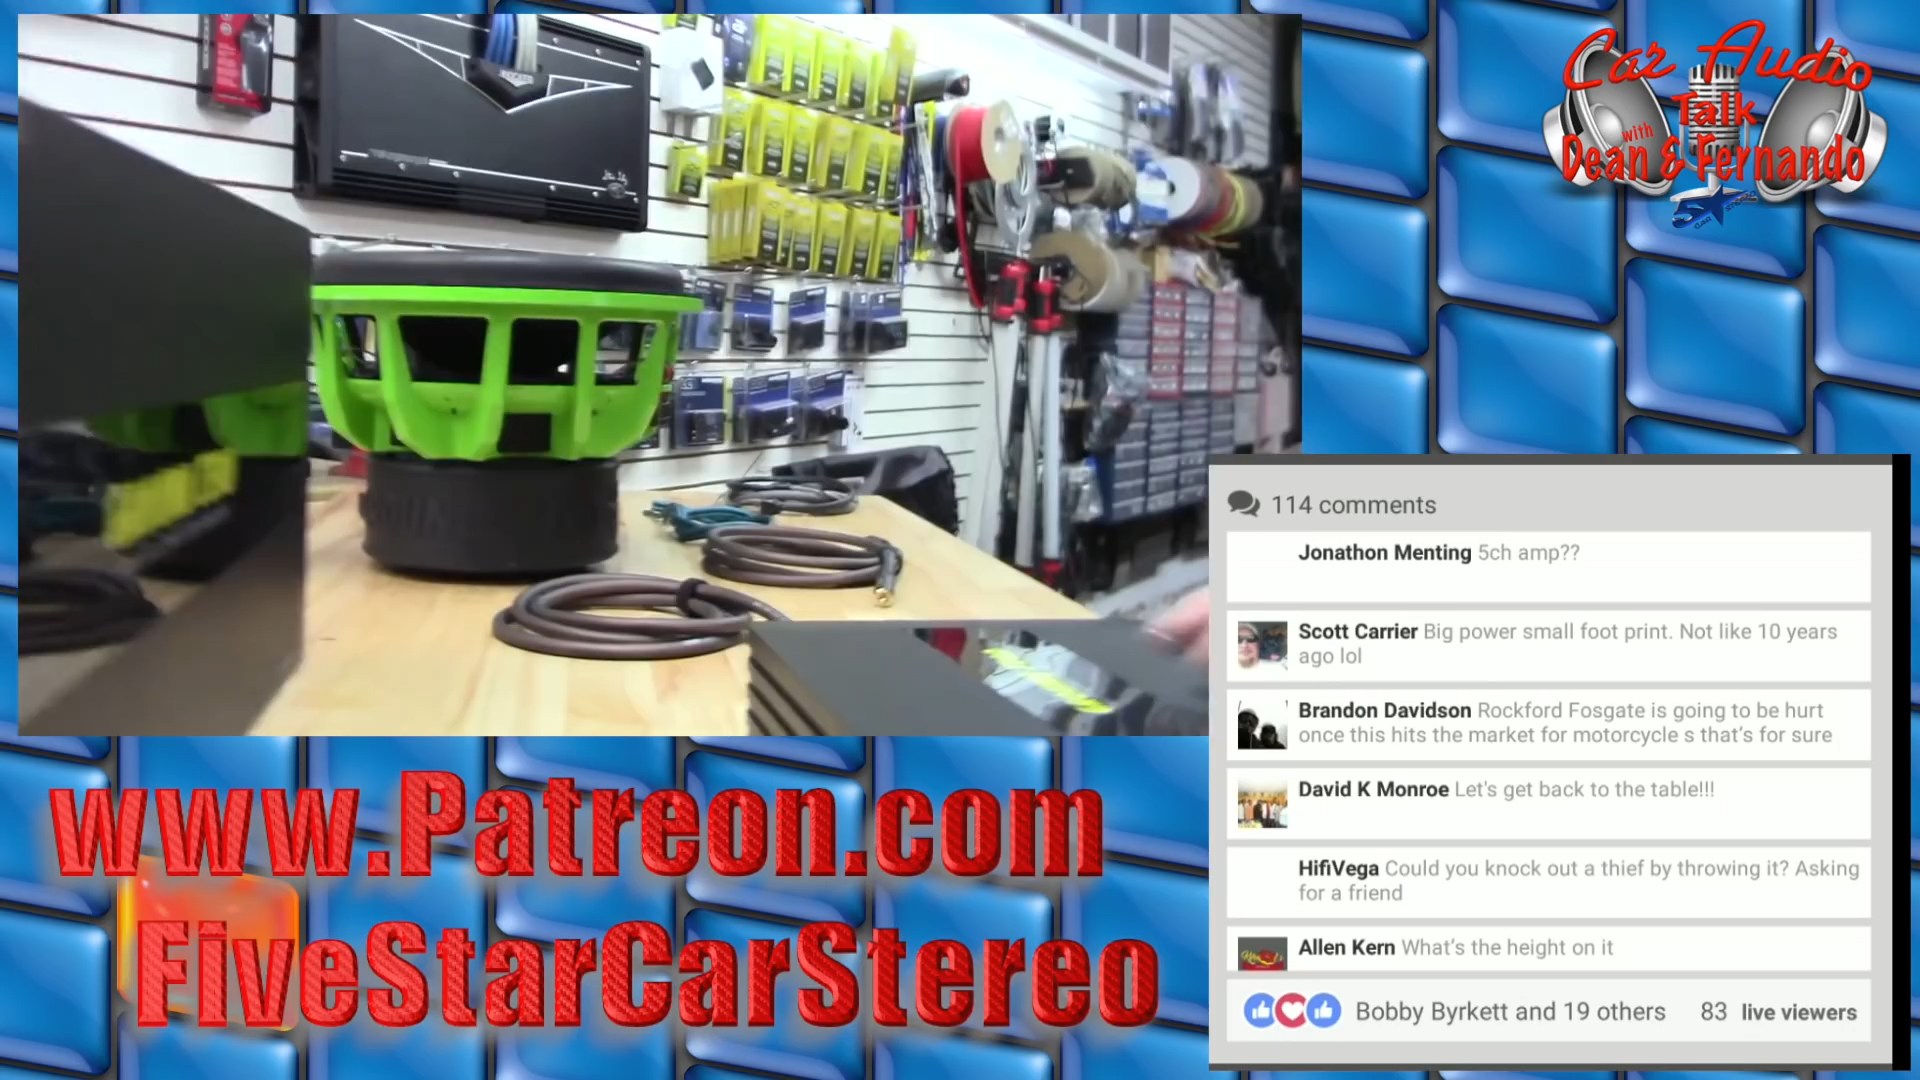 Car Audio
Talk
with
Dean & Fernando
114 comments
Jonathon Menting 5ch amp??
Scott Carrier Big power small foot print. Not like 10 years
ago lol
Brandon Davidson Rockford Fosgate is going to be hurt
once this hits the market for motorcycle s that's for sure
David K Monroe Let's get back to the table!!!
HifiVega Could you knock out a thief by throwing it? Asking
for a friend
Allen Kern What's the height on it
Bobby Byrkett and 19 others 83 live viewers
www.Patreon.com
FiveStarCarStereo